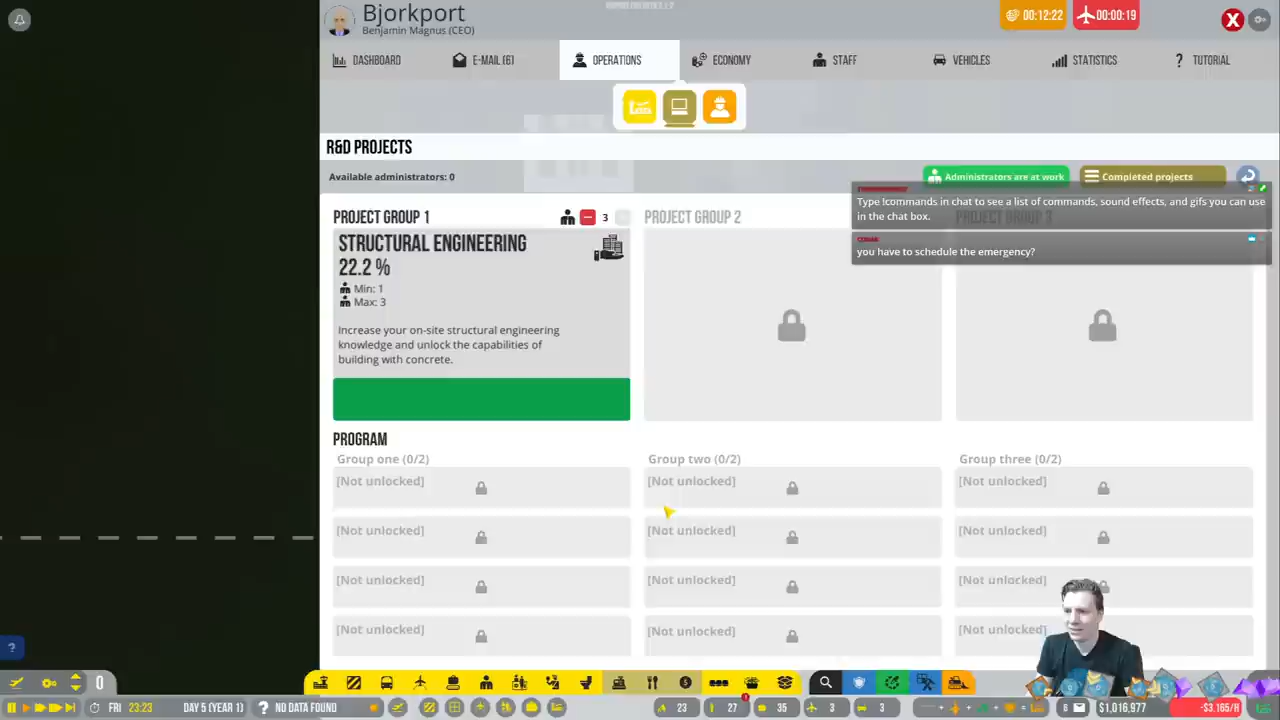 Bjorkport
Benjamin Magnus (CEO)
00:12:22
00:00:19
X
DASHBOARD
E-MAIL (6)
OPERATIONS
ECONOMY
STAFF
VEHICLES
STATISTICS
? TUTORIAL
R&D PROJECTS
Available administrators: 0
Administrators are at work
Completed projects
Type !commands in chat to see a list of commands, sound effects, and gifs you can use
in the chat box.
you have to schedule the emergency?
PROJECT GROUP 1
3
PROJECT GROUP 2
PROJECT GROUP 3
STRUCTURAL ENGINEERING
22.2 %
Min: 1
Max: 3
Increase your on-site structural engineering
knowledge and unlock the capabilities of
building with concrete.
PROGRAM
Group one (0/2)
Group two (0/2)
Group three (0/2)
[Not unlocked]
[Not unlocked]
[Not unlocked]
[Not unlocked]
[Not unlocked]
[Not unlocked]
[Not unlocked]
[Not unlocked]
[Not unlocked]
[Not unlocked]
[Not unlocked]
[Not unlocked]
?
0
FRI 23:23
DAY 5 (YEAR 1)
? NO DATA FOUND
23
27
35
3
3
8
$1,016,977
-$3.165/H